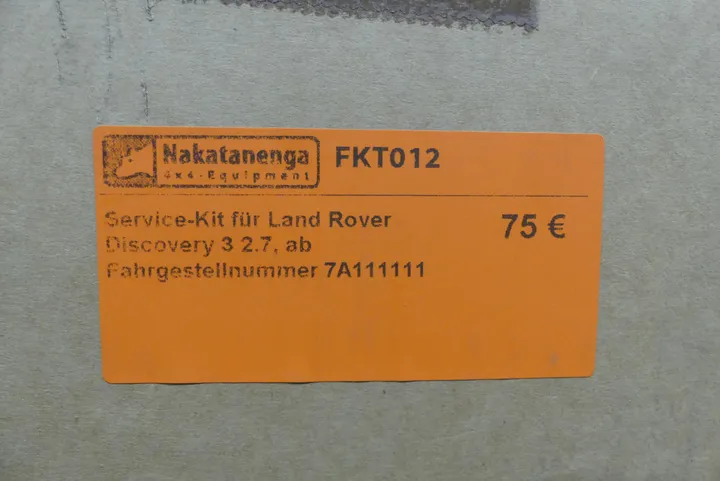 Nakatanenga
4x4-Equipment
FKT012
Service-Kit für Land Rover
Discovery 3 2.7, ab
Fahrgestellnummer 7A111111
75 €